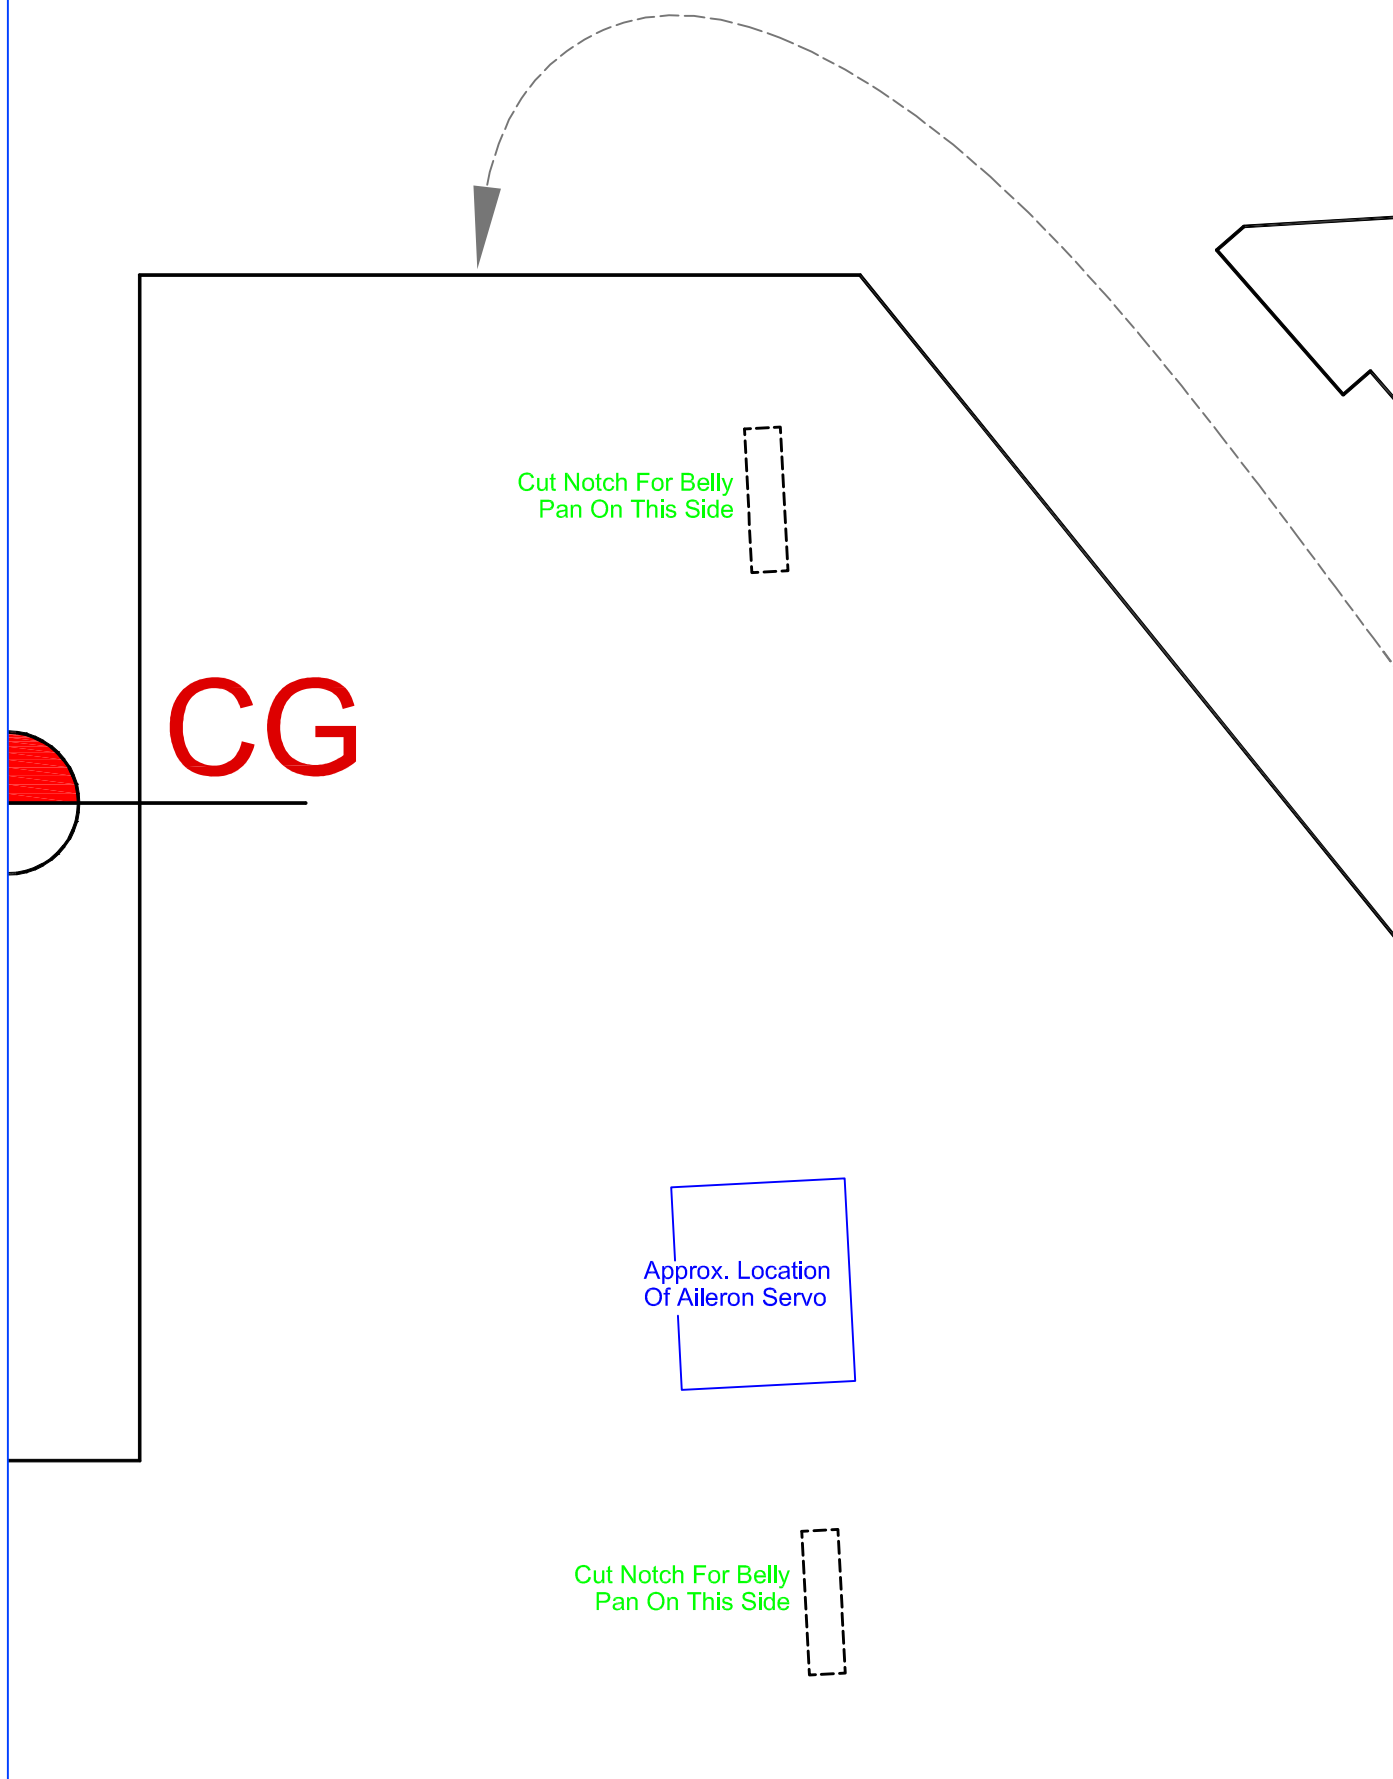 Cut Notch For Belly
Pan On This Side
CG
Approx. Location
Of Aileron Servo
Cut Notch For Belly
Pan On This Side